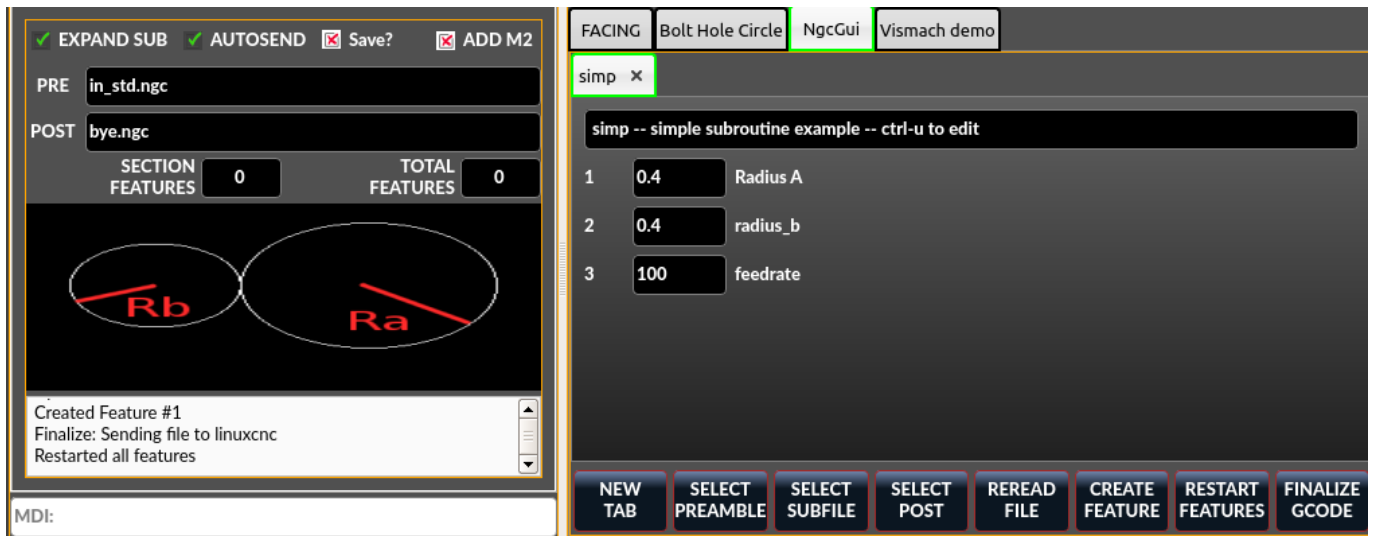 EXPAND SUB AUTOSEND Save? ADD M2
PRE in_std.ngc
POST bye.ngc
SECTION FEATURES 0 TOTAL FEATURES 0
Rb
Ra
Created Feature #1
Finalize: Sending file to linuxcnc
Restarted all features
MDI:
FACING Bolt Hole Circle NgcGui Vismach demo
simp
simp -- simple subroutine example -- ctrl-u to edit
1 0.4 Radius A
2 0.4 radius_b
3 100 feedrate
NEW TAB
SELECT PREAMBLE
SELECT SUBFILE
SELECT POST
REREAD FILE
CREATE FEATURE
RESTART FEATURES
FINALIZE GCODE